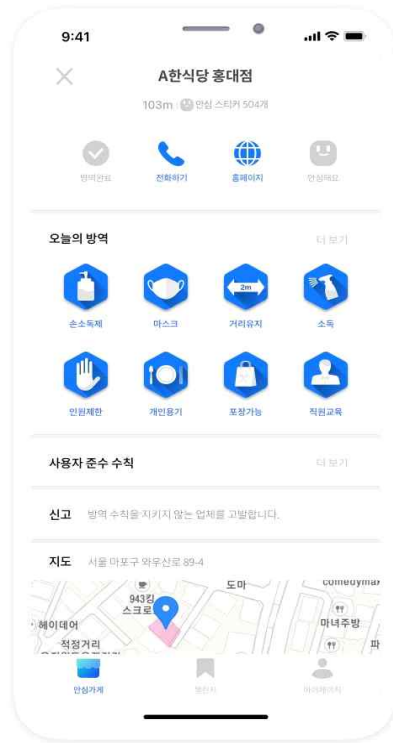 9:41
A한식당 홍대점
103m 안심 스티커 504개
방역완료 전화하기 홈페이지 안심해요
오늘의 방역 더 보기
손소독제 마스크 2m 거리유지 소독
인원제한 개인용기 포장가능 직원교육
사용자 준수 수칙 더 보기
신고 방역 수칙을 지키지 않는 업체를 고발합니다.
지도 서울 마포구 와우산로 89-4
도마 comedymax
943킹
스크로
헤이데어 마녀주방
적정거리 파
안심가게 챌린지 마이페이지